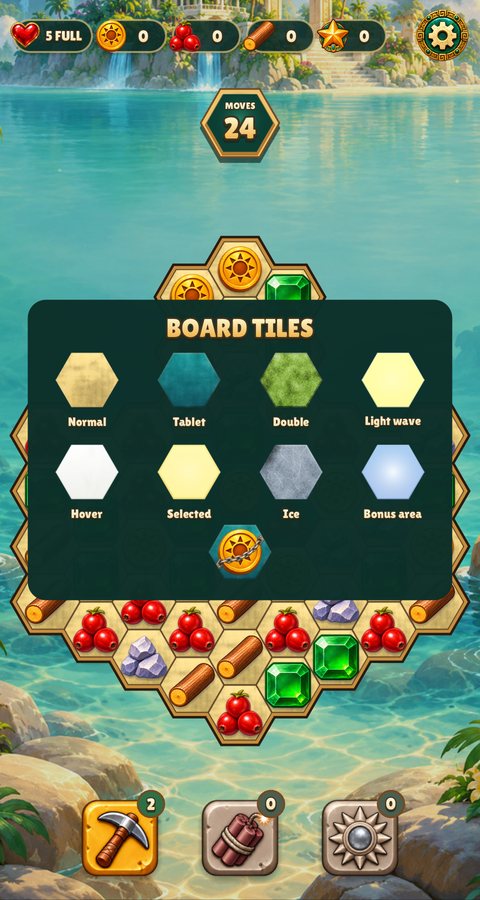 5 FULL 0 0 0 0
MOVES
24
BOARD TILES
Normal Tablet Double Light wave
Hover Selected Ice Bonus area
2 0 0